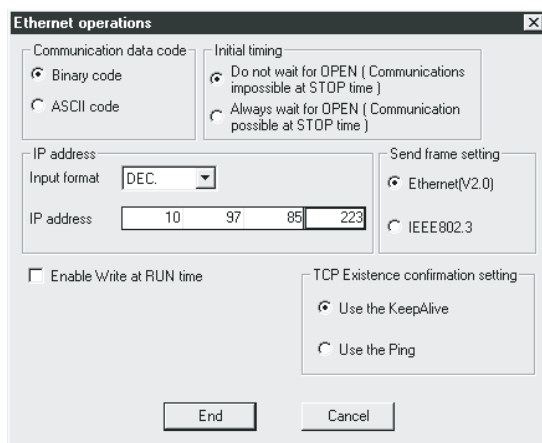 Ethernet operations
Communication data code
Binary code
ASCII code
Initial timing
Do not wait for OPEN ( Communications
impossible at STOP time )
Always wait for OPEN ( Communication
possible at STOP time )
IP address
Input format DEC.
IP address 10 97 85 223
Send frame setting
Ethernet(V2.0)
IEEE802.3
Enable Write at RUN time
TCP Existence confirmation setting
Use the KeepAlive
Use the Ping
End Cancel